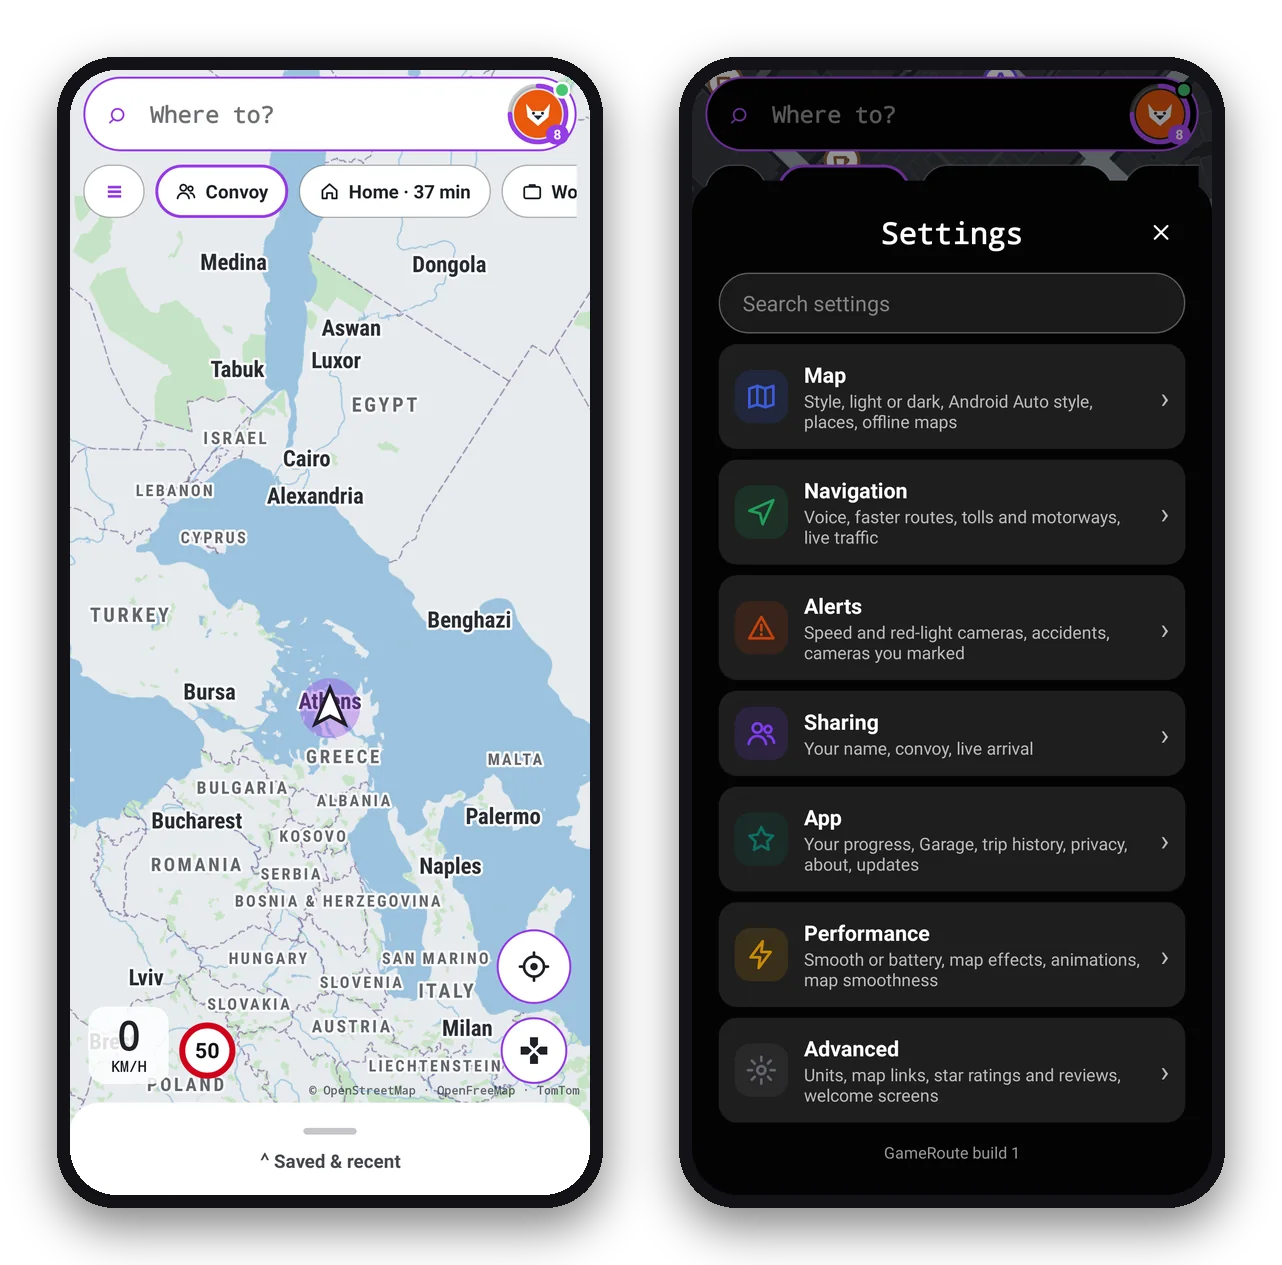 Where to?
8
Convoy
Home · 37 min
Wo
Medina
Dongola
Aswan
Luxor
Tabuk
EGYPT
ISRAEL
Cairo
LEBANON
Alexandria
CYPRUS
TURKEY
Benghazi
Bursa
Athens
GREECE
MALTA
BULGARIA
ALBANIA
Bucharest
Palermo
KOSOVO
ROMANIA
Naples
SERBIA
BOSNIA & HERZEGOVINA
HUNGARY
SAN MARINO
Lviv
SLOVENIA
ITALY
SLOVAKIA
AUSTRIA
Milan
0
KM/H
50
LIECHTENSTEIN
POLAND
© OpenStreetMap · OpenFreeMap · TomTom
^ Saved & recent
Where to?
8
Settings
Search settings
Map
Style, light or dark, Android Auto style,
places, offline maps
Navigation
Voice, faster routes, tolls and motorways,
live traffic
Alerts
Speed and red-light cameras, accidents,
cameras you marked
Sharing
Your name, convoy, live arrival
App
Your progress, Garage, trip history, privacy,
about, updates
Performance
Smooth or battery, map effects, animations,
map smoothness
Advanced
Units, map links, star ratings and reviews,
welcome screens
GameRoute build 1